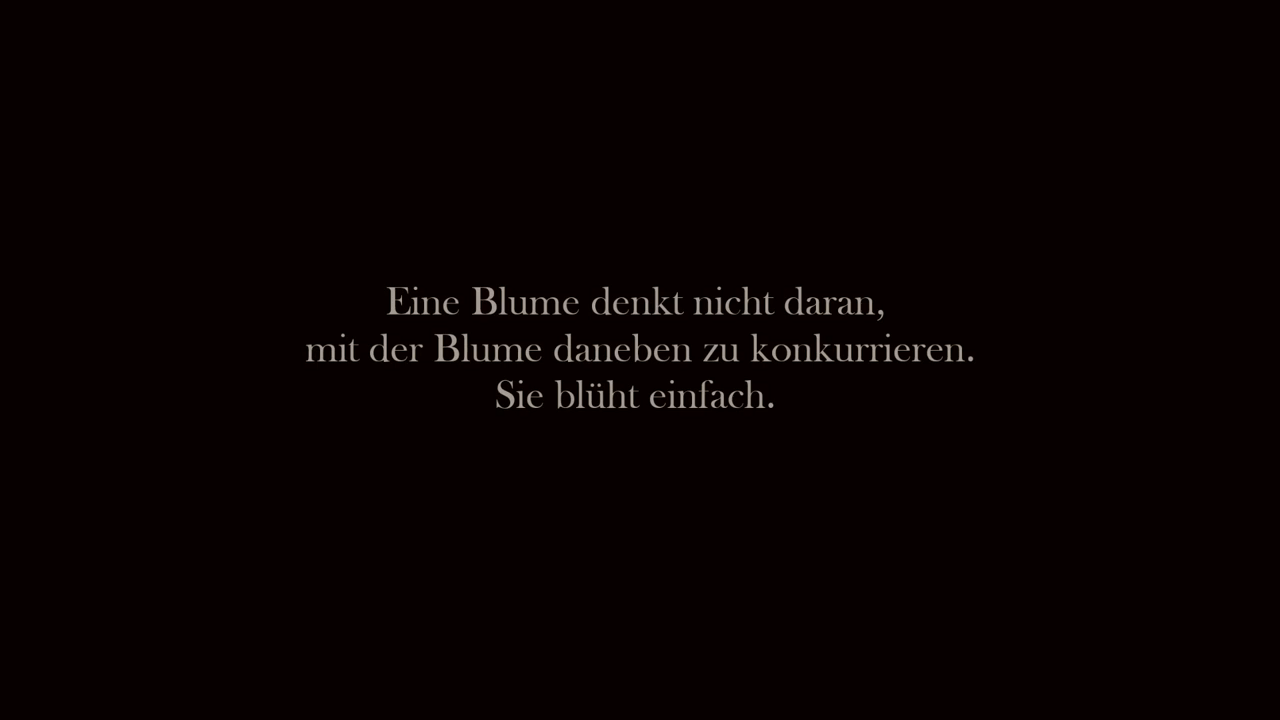 Eine Blume denkt nicht daran,
mit der Blume daneben zu konkurrieren.
Sie blüht einfach.